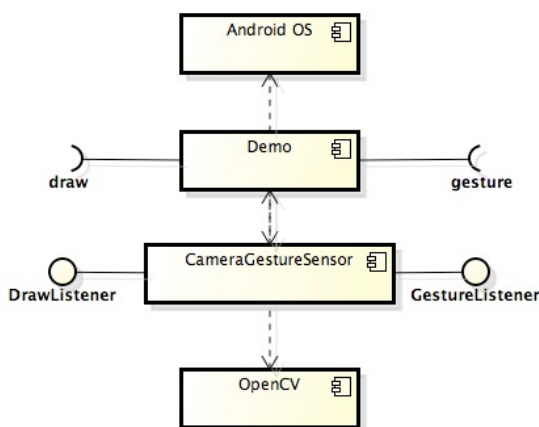 Android OS
Demo
draw
gesture
CameraGestureSensor
DrawListener
GestureListener
OpenCV